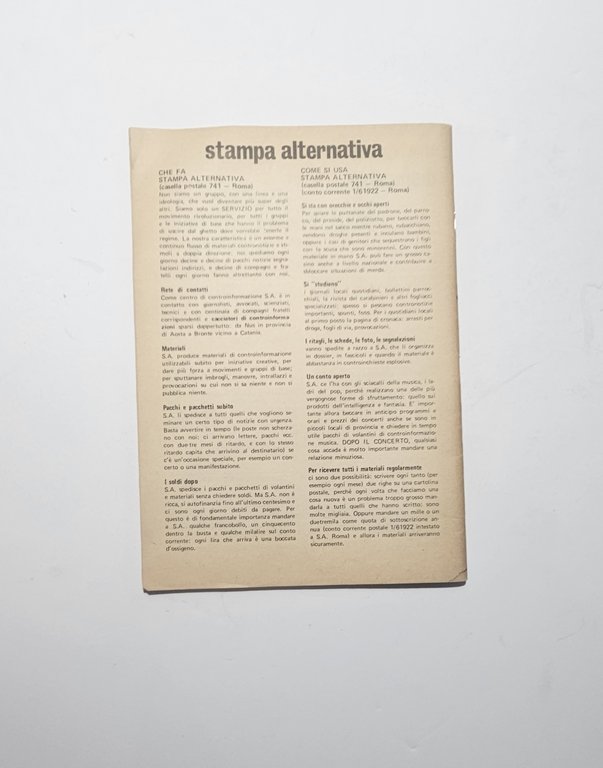 stampa alternativa
CHE FA
STAMPA ALTERNATIVA
(casella postale 741 – Roma)
Non siamo un gruppo, con una linea e una
ideologia, che vuol diventare più super degli
altri. Siamo solo un SERVIZIO per tutto il
movimento rivoluzionario, per tutti i gruppi
e le iniziative di base che hanno il problema
di uscire dal ghetto dove vorrebbe tenerle il
regime. La nostra caratteristica è un enorme e
continuo flusso di materiali controinformativi e sti-
moli a doppia direzione: noi spediamo ogni
giorno decine e decine di pacchi notizie segna-
lazioni indirizzi, e decine di compagni e fra
telli ogni giorno fanno altrettanto con noi.
Rete di contatti
Come centro di controinformazione S.A. è in
contatto con giornalisti, avvocati, scienziati,
tecnici e con centinaia di compagni fratelli
corrispondenti e cacciatori di controinforma
zioni sparsi dappertutto: da Nus in provincia
di Aosta a Bronte vicino a Catania.
Materiali
S.A. produce materiali di controinformazione
utilizzabili subito per iniziative creative, per
dare più forza a movimenti e gruppi di base;
per sputtanare imbrogli, manovre, intrallazzi e
provocazioni su cui non si sa niente e non si
pubblica niente.
Pacchi e pacchetti subito
S.A. li spedisce a tutti quelli che vogliono se-
minare un certo tipo di notizie con urgenza.
Basta avvertire in tempo (le poste non scherza-
no con noi; ci arrivano lettere, pacchi ecc.
con due-tre mesi di ritardo, e con lo stesso
ritardo capita che arrivino al destinatario) se
c'è un'occasione speciale, per esempio un con-
certo o una manifestazione.
I soldi dopo
S.A. spedisce i pacchi e pacchetti di volantini
e materiali senza chiedere soldi. Ma S.A. non è
ricca, si autofinanzia fino all'ultimo centesimo e
ci sono ogni giorno debiti da pagare. Per
questo è di fondamentale importanza mandare
a S.A. qualche francobollo, un cinquecento
dentro la busta e qualche milalire sul conto
corrente: ogni lira che arriva è una boccata
d'ossigeno.
COME SI USA
STAMPA ALTERNATIVA
(casella postale 741 – Roma)
(conto corrente 1/61922 – Roma)
Si sta con orecchie e occhi aperti
Per spiare le puttanate del padrone, del parro-
co, del preside, del poliziotto, per beccarli con
le mani nel sacco mentre rubano, rubacchiano,
vendono droghe pesanti e inculano bambini,
oppure i casi di genitori che sequestrano i figli
con la scusa che sono minorenni. Con questo
materiale in mano S.A. può fare un grosso ca-
sino anche a livello nazionale e contribuire a
sbloccare situazioni di merda.
Si "studiano"
i giornali locali quotidiani, bollettini parroc-
chiali, la rivista dei carabinieri e altri fogliacci
specializzati: spesso si pescano contronotizie
importanti, spunti, foto. Per i quotidiani locali
al primo posto la pagina di cronaca: arresti per
droga, fogli di via, provocazioni.
I ritagli, le schede, le foto, le segnalazioni
vanno spedite a razzo a S.A. che li organizza
in dossier, in fascicoli e quando il materiale è
abbastanza in controinchieste esplosive.
Un conto aperto
S.A. ce l'ha con gli sciacalli della musica, i la-
dri del pop, perché realizzano una delle più
vergognose forme di sfruttamento: quello sui
prodotti dell'intelligenza e fantasia. E' impor-
tante allora beccare in anticipo programmi e
orari e prezzi dei concerti anche se sono in
piccoli locali di provincia e chiedere in tempo
utile pacchi di volantini di controinformazio-
ne musica. DOPO IL CONCERTO, qualsiasi
cosa accada è molto importante mandare una
relazione minuziosa.
Per ricevere tutti i materiali regolarmente
ci sono due possibilità: scrivere ogni tanto (per
esempio ogni mese) due righe su una cartolina
postale, perché ogni volta che facciamo una
cosa nuova è un problema troppo grosso man-
darla a tutti quelli che hanno scritto; sono
molte migliaia. Oppure mandare un mille o un
duetremila come quota di sottoscrizione an-
nua (conto corrente postale 1/61922 intestato
a S.A. Roma) e allora i materiali arriveranno
sicuramente.